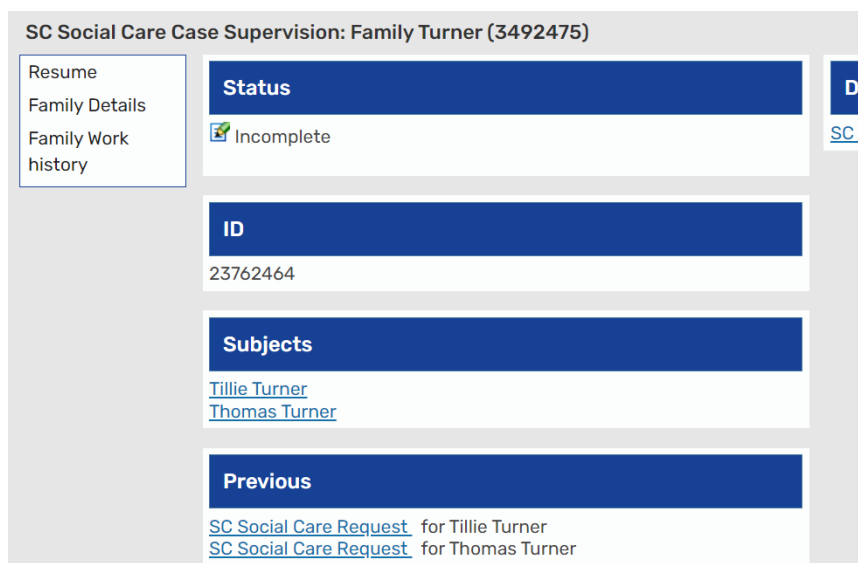 SC Social Care Case Supervision: Family Turner (3492475)
Resume
Family Details
Family Work
history
Status
Incomplete
ID
23762464
Subjects
Tillie Turner
Thomas Turner
Previous
SC Social Care Request for Tillie Turner
SC Social Care Request for Thomas Turner
D
SC